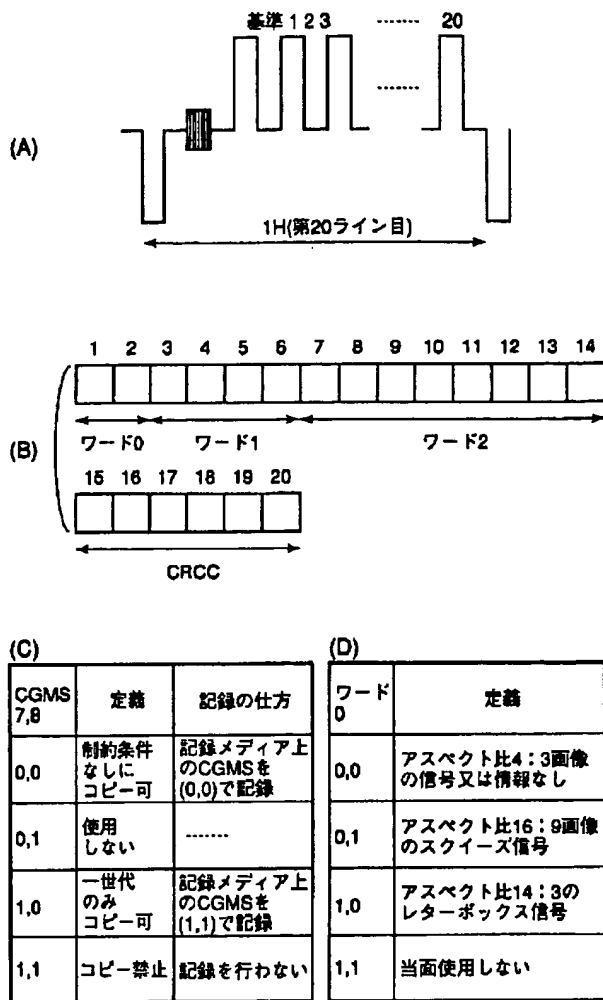 基準 1 2 3 ------ 20
------
(A)
1H(第20ライン目)
1 2 3 4 5 6 7 8 9 10 11 12 13 14
(B)
ワード0 ワード1 ワード2
15 16 17 18 19 20
CRCC
(C)
CGMS
7,8
定義
記録の仕方
0,0
制約条件
なしに
コピー可
記録メディア上
のCGMSを
(0,0)で記録
0,1
使用
しない
-------
1,0
一世代
のみ
コピー可
記録メディア上
のCGMSを
(1,1)で記録
1,1
コピー禁止
記録を行わない
(D)
ワード
0
定義
0,0
アスペクト比4:3画像
の信号又は情報なし
0,1
アスペクト比16:9画像
のスクイーズ信号
1,0
アスペクト比14:3の
レターボックス信号
1,1
当面使用しない